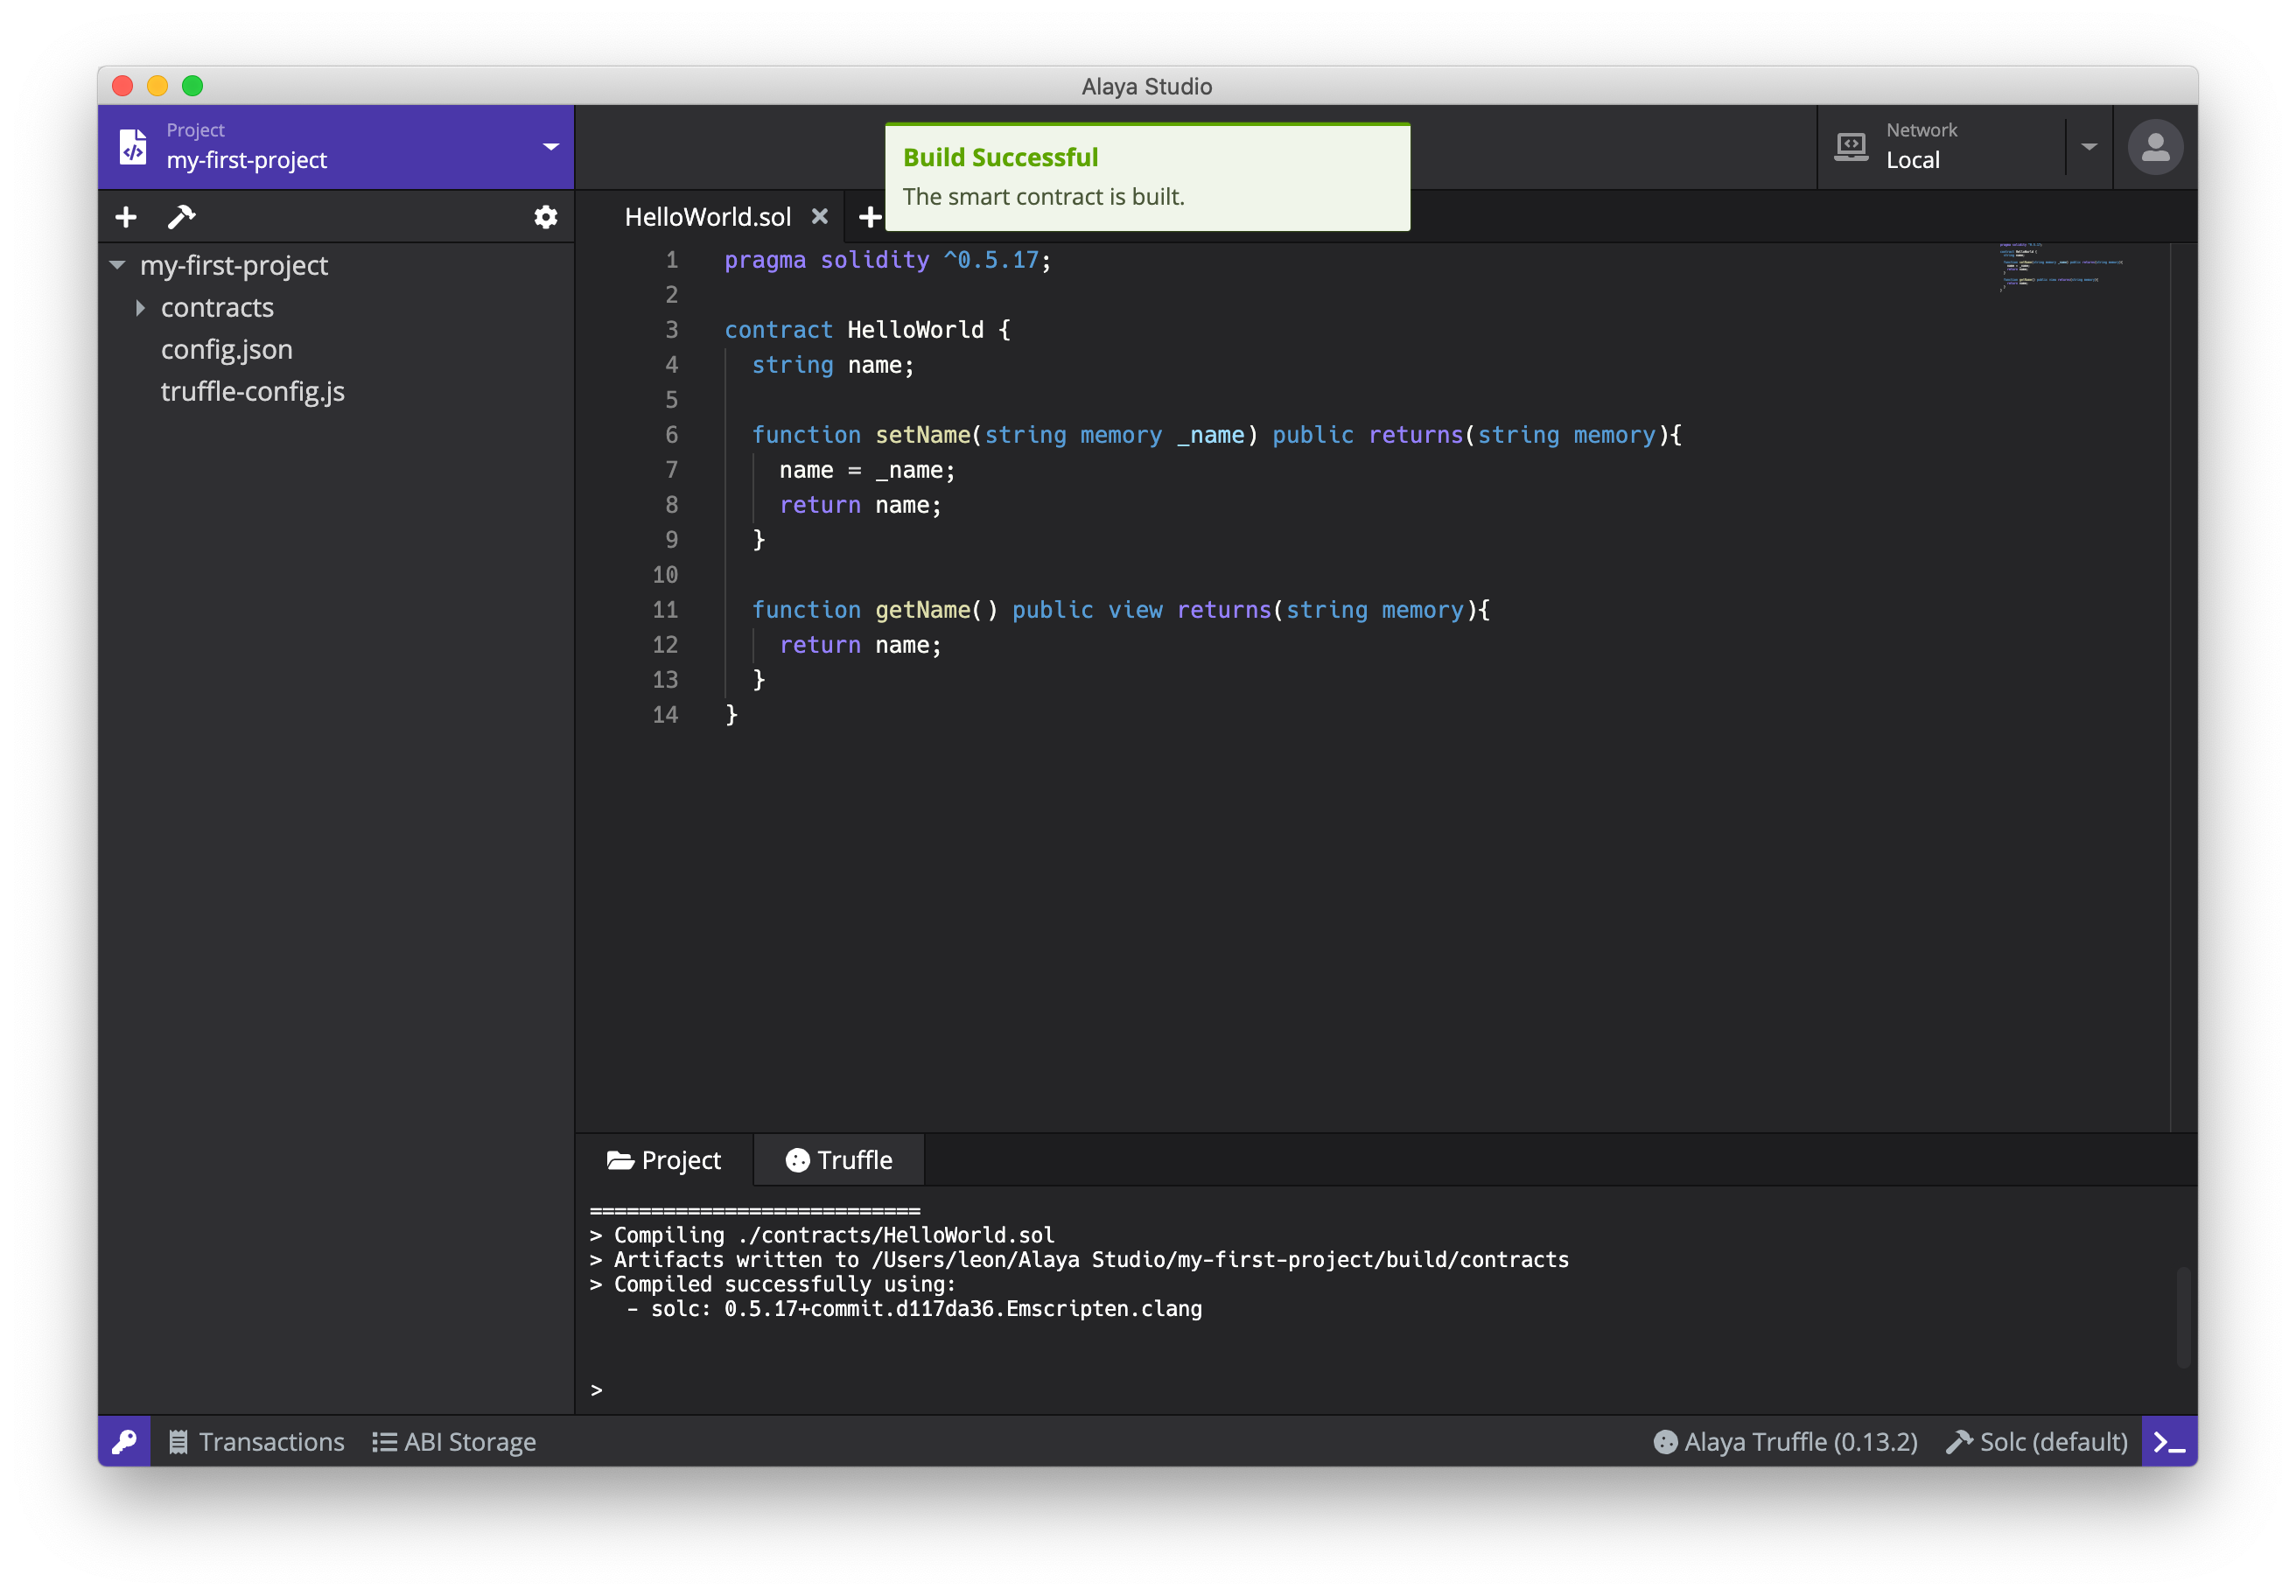 Alaya Studio
Project
my-first-project
Build Successful
The smart contract is built.
Network
Local
HelloWorld.sol
my-first-project
contracts
config.json
truffle-config.js
1 pragma solidity ^0.5.17;
2
3 contract HelloWorld {
4 string name;
5
6 function setName(string memory _name) public returns(string memory){
7 name = _name;
8 return name;
9 }
10
11 function getName() public view returns(string memory){
12 return name;
13 }
14 }
Project Truffle
===========================
> Compiling ./contracts/HelloWorld.sol
> Artifacts written to /Users/leon/Alaya Studio/my-first-project/build/contracts
> Compiled successfully using:
- solc: 0.5.17+commit.d117da36.Emscripten.clang
>
Transactions ABI Storage Alaya Truffle (0.13.2) Solc (default)